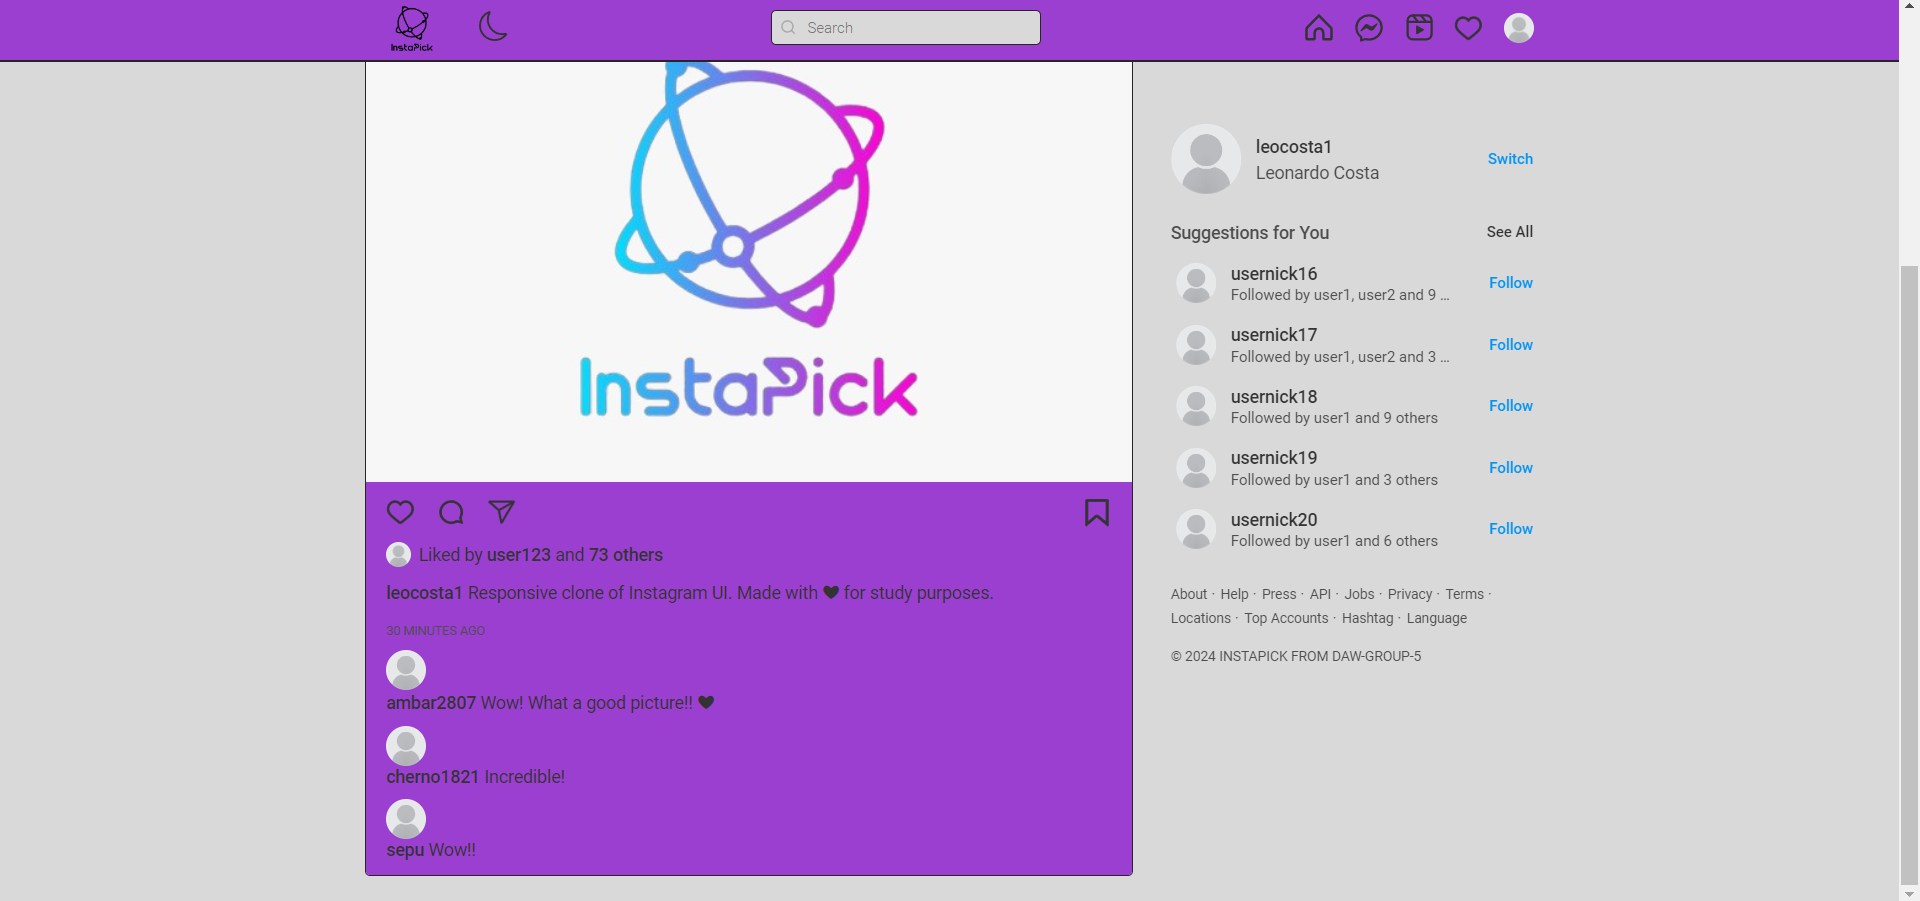 InstaPick
Search
InstaPick
Liked by user123 and 73 others
leocosta1 Responsive clone of Instagram UI. Made with ♥ for study purposes.
30 MINUTES AGO
ambar2807 Wow! What a good picture!! ♥
cherno1821 Incredible!
sepu Wow!!
leocosta1
Leonardo Costa
Switch
Suggestions for You
See All
usernick16
Followed by user1, user2 and 9 ...
Follow
usernick17
Followed by user1, user2 and 3 ...
Follow
usernick18
Followed by user1 and 9 others
Follow
usernick19
Followed by user1 and 3 others
Follow
usernick20
Followed by user1 and 6 others
Follow
About · Help · Press · API · Jobs · Privacy · Terms ·
Locations · Top Accounts · Hashtag · Language
© 2024 INSTAPICK FROM DAW-GROUP-5